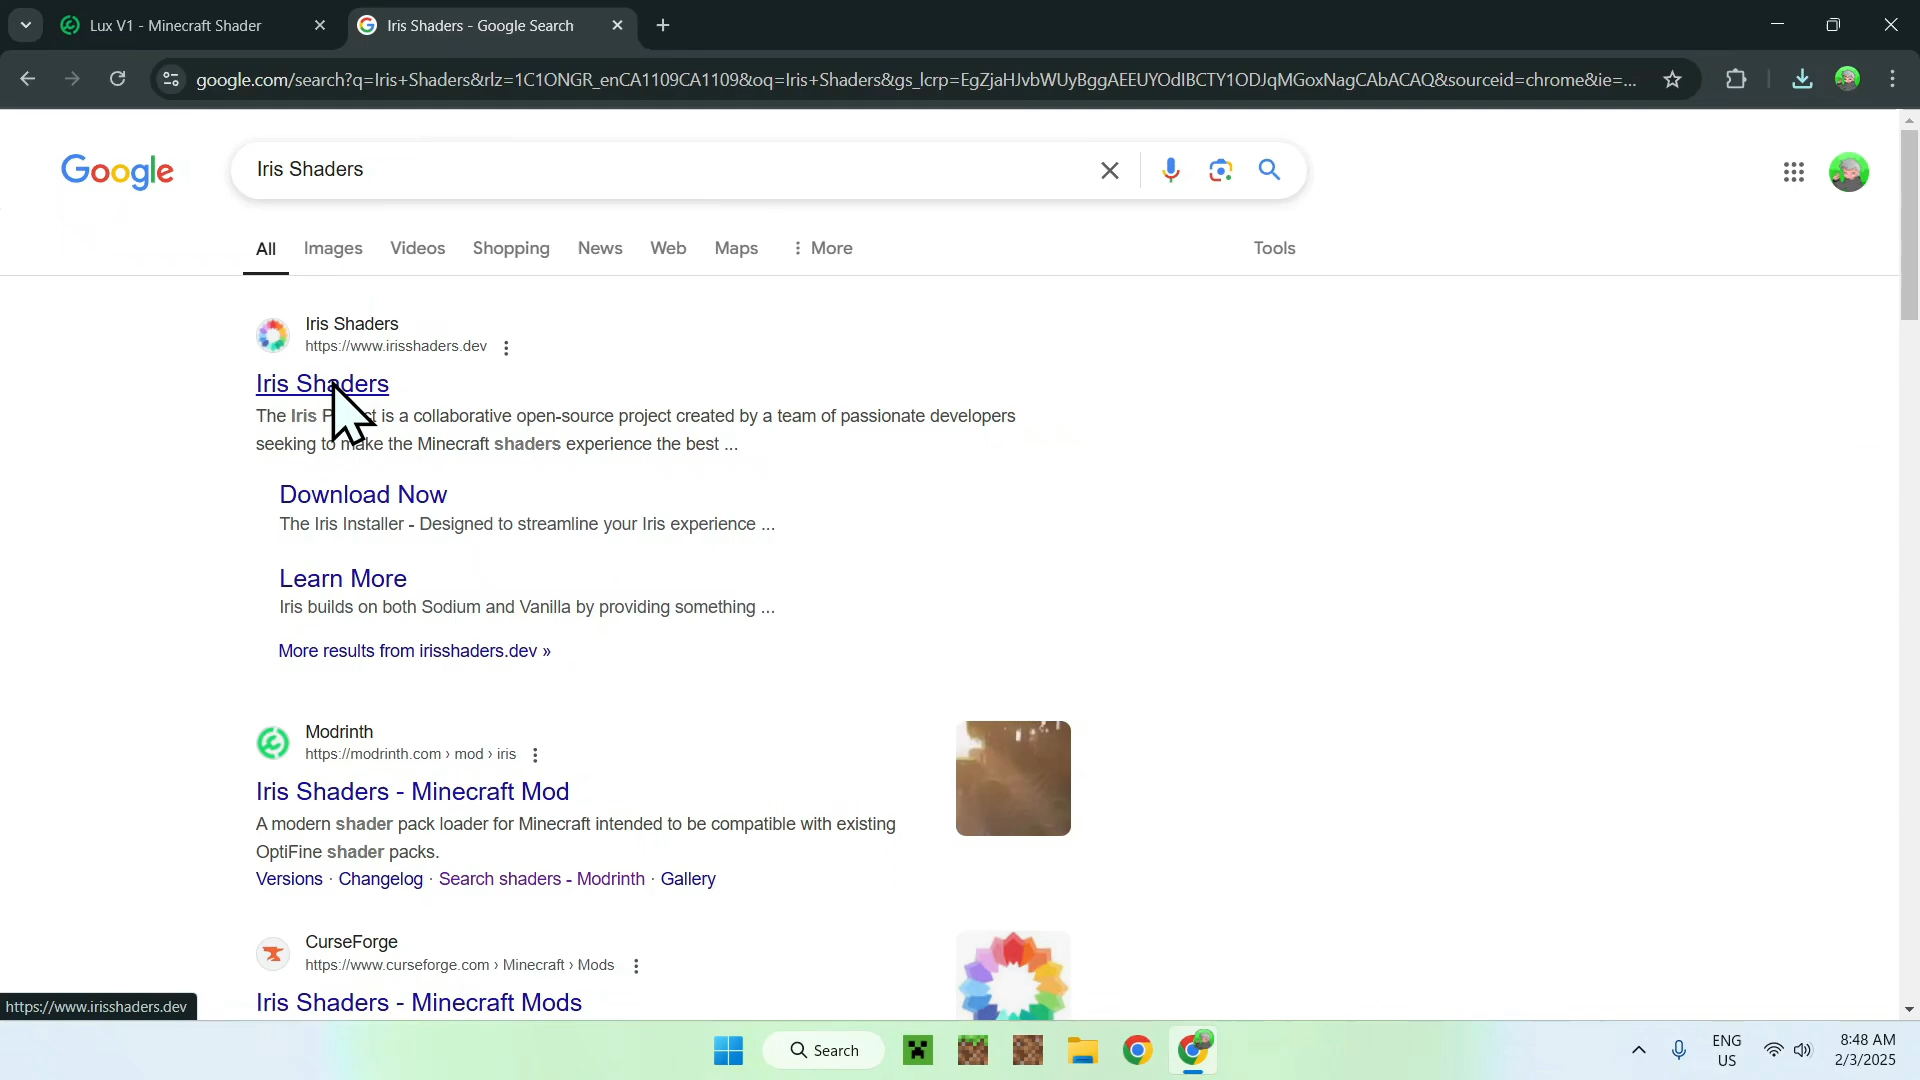 Lux V1 - Minecraft Shader
Iris Shaders - Google Search
google.com/search?q=Iris+Shaders&rlz=1C1ONGR_enCA1109CA1109&oq=Iris+Shaders&gs_lcrp=EgZjaHJvbWUyBggAEEUYOdIBCTY1ODJqMGoxNagCAbACAQ&sourceid=chrome&ie=...
Google
Iris Shaders
All Images Videos Shopping News Web Maps More Tools
Iris Shaders
https://www.irisshaders.dev
Iris Shaders
The Iris is a collaborative open-source project created by a team of passionate developers
seeking to make the Minecraft shaders experience the best ...
Download Now
The Iris Installer - Designed to streamline your Iris experience ...
Learn More
Iris builds on both Sodium and Vanilla by providing something ...
More results from irisshaders.dev »
Modrinth
https://modrinth.com › mod › iris
Iris Shaders - Minecraft Mod
A modern shader pack loader for Minecraft intended to be compatible with existing
OptiFine shader packs.
Versions · Changelog · Search shaders - Modrinth · Gallery
CurseForge
https://www.curseforge.com › Minecraft › Mods
Iris Shaders - Minecraft Mods
https://www.irisshaders.dev
Search
ENG
US
8:48 AM
2/3/2025